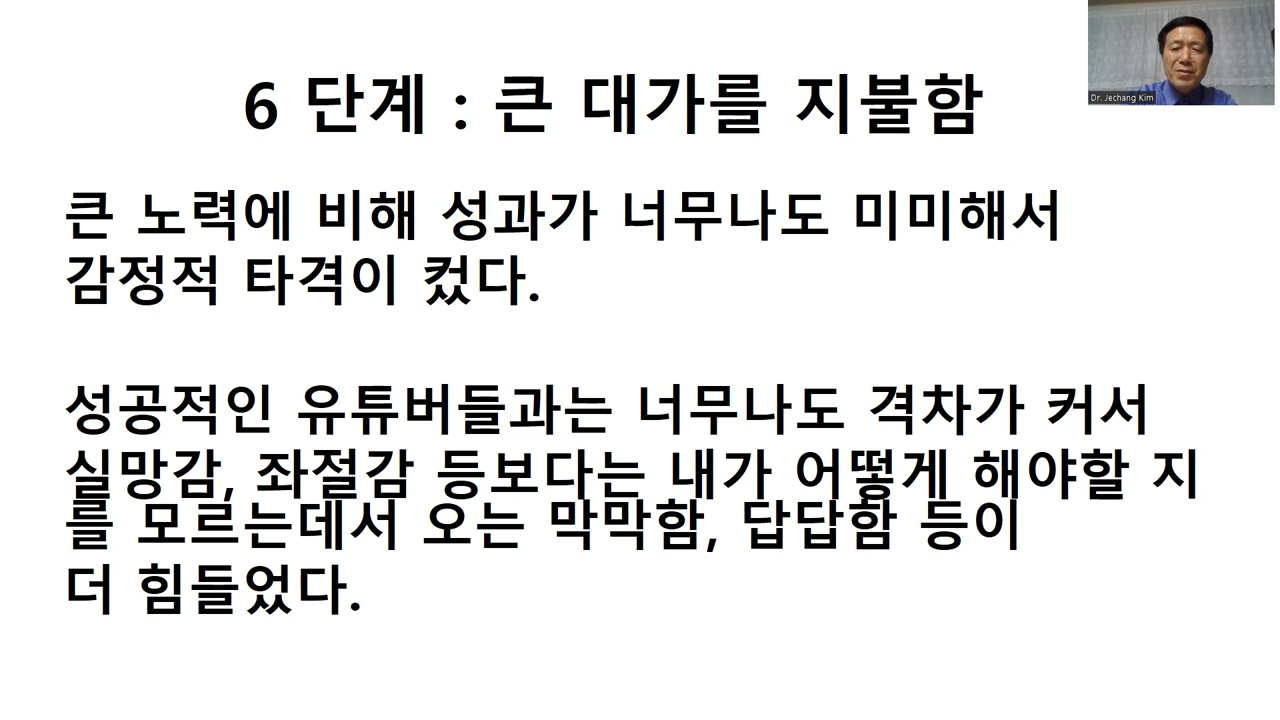 6 단계 : 큰 대가를 지불함
Dr. Jechang Kim
큰 노력에 비해 성과가 너무나도 미미해서
감정적 타격이 컸다.
성공적인 유튜버들과는 너무나도 격차가 커서
실망감, 좌절감 등보다는 내가 어떻게 해야할 지
를 모르는데서 오는 막막함, 답답함 등이
더 힘들었다.